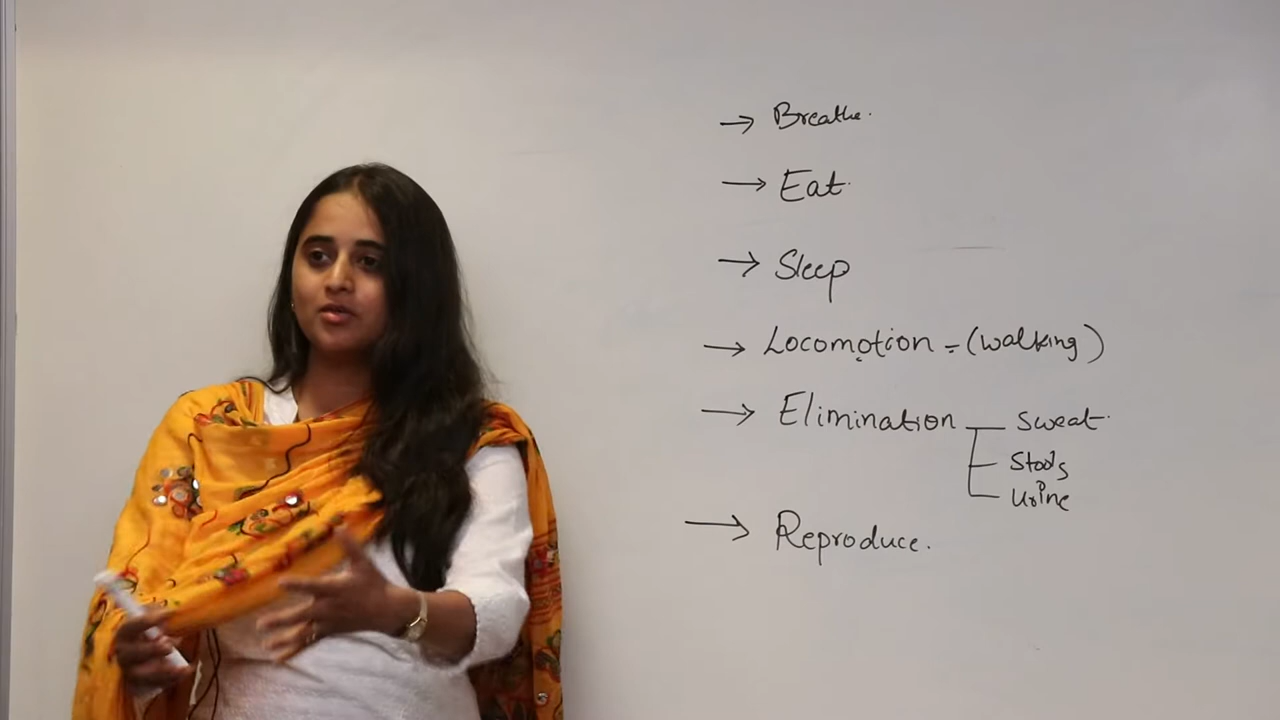 → Breathe.
→ Eat.
→ Sleep
→ Locomotion - (walking)
→ Elimination — Sweat.
Stools
Urine
→ Reproduce.